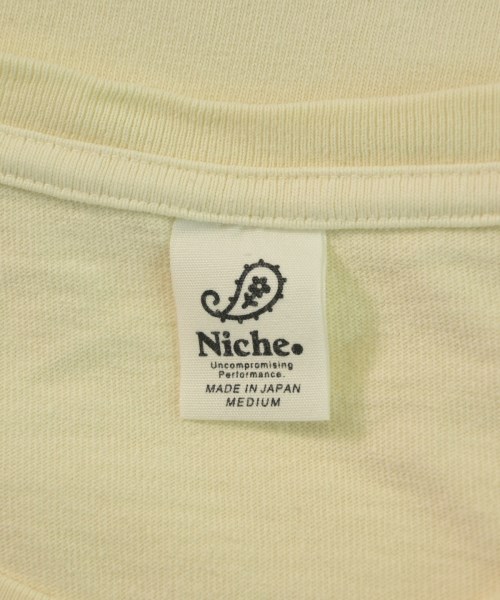 Niche.
Uncompromising
Performance.
MADE IN JAPAN
MEDIUM